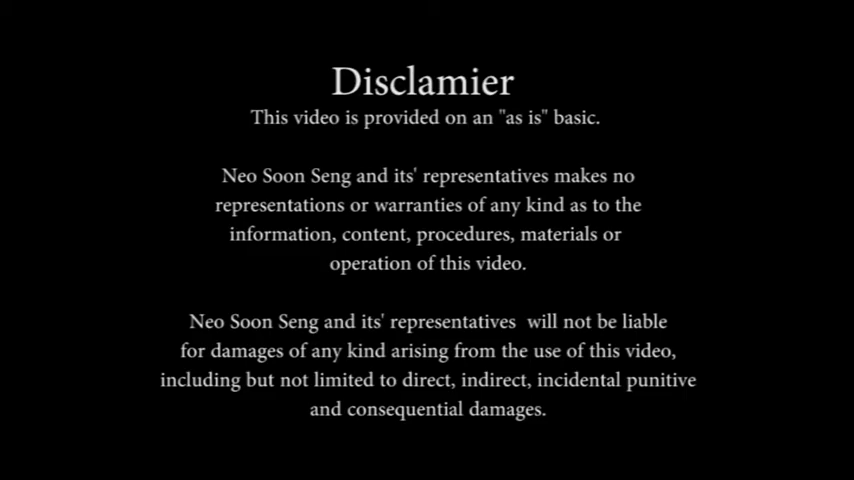 Disclamier
This video is provided on an "as is" basic.
Neo Soon Seng and its' representatives makes no
representations or warranties of any kind as to the
information, content, procedures, materials or
operation of this video.
Neo Soon Seng and its' representatives  will not be liable
for damages of any kind arising from the use of this video,
including but not limited to direct, indirect, incidental punitive
and consequential damages.